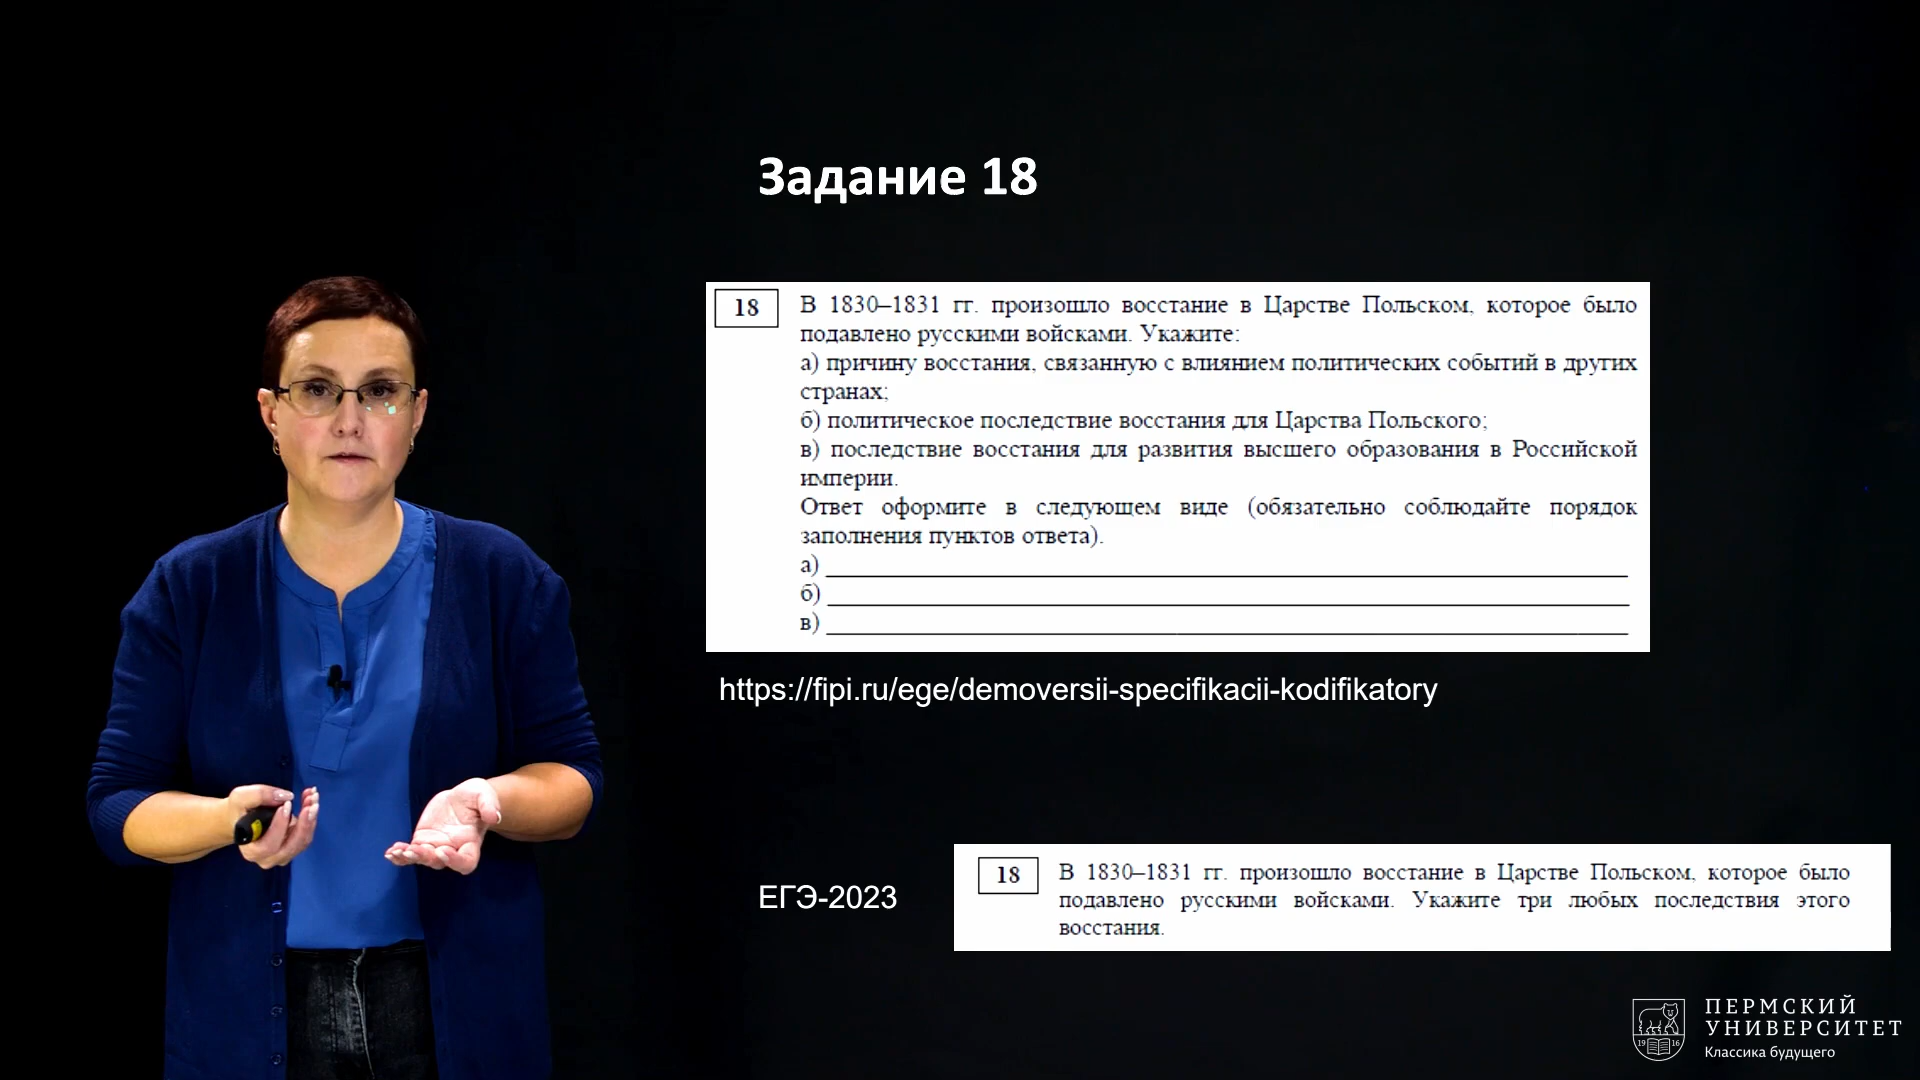 Задание 18
18 В 1830–1831 гг. произошло восстание в Царстве Польском, которое было
подавлено русскими войсками. Укажите:
а) причину восстания, связанную с влиянием политических событий в других
странах;
б) политическое последствие восстания для Царства Польского;
в) последствие восстания для развития высшего образования в Российской
империи.
Ответ оформите в следующем виде (обязательно соблюдайте порядок
заполнения пунктов ответа).
а)
б)
в)
https://fipi.ru/ege/demoversii-specifikacii-kodifikatory
ЕГЭ-2023
18 В 1830–1831 гг. произошло восстание в Царстве Польском, которое было
подавлено русскими войсками. Укажите три любых последствия этого
восстания.
19 16
ПЕРМСКИЙ
УНИВЕРСИТЕТ
Классика будущего